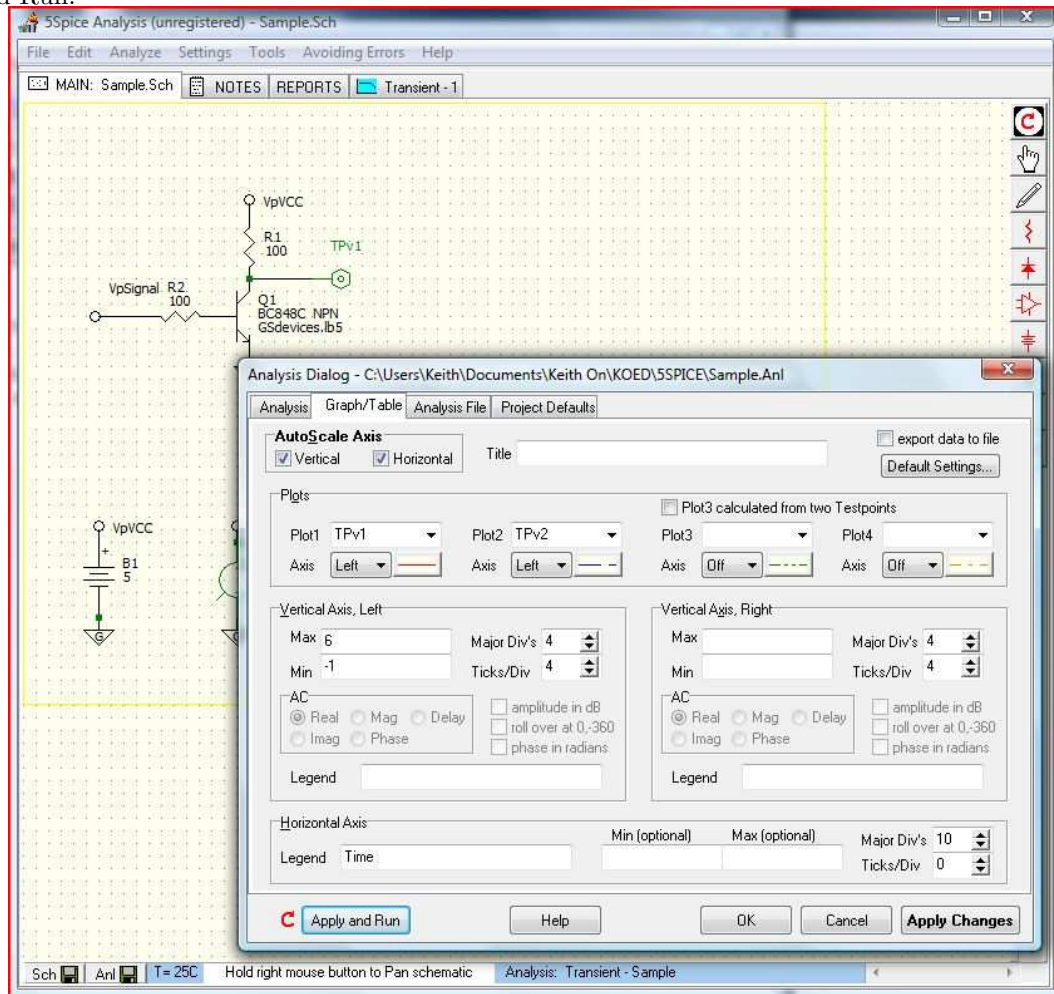 d Run.
5Spice Analysis (unregistered) - Sample.Sch
File Edit Analyze Settings Tools Avoiding Errors Help
MAIN: Sample.Sch NOTES REPORTS Transient - 1
VpVCC
R1
100
TPv1
VpSignal R2
100
Q1
BC848C NPN
GSdevices.lb5
VpVCC
+
B1
5
G
Analysis Dialog - C:\Users\Keith\Documents\Keith On\KOED\5SPICE\Sample.Anl
Analysis Graph/Table Analysis File Project Defaults
AutoScale Axis
Vertical Horizontal
Title
export data to file
Default Settings...
Plots
Plot3 calculated from two Testpoints
Plot1 TPv1 Plot2 TPv2 Plot3 Plot4
Axis Left Axis Left Axis Off Axis Off
Vertical Axis, Left
Max 6 Major Div's 4
Min -1 Ticks/Div 4
AC
Real Mag Delay
Imag Phase
amplitude in dB
roll over at 0,-360
phase in radians
Legend
Vertical Axis, Right
Max Major Div's 4
Min Ticks/Div 4
AC
Real Mag Delay
Imag Phase
amplitude in dB
roll over at 0,-360
phase in radians
Legend
Horizontal Axis
Min (optional) Max (optional) Major Div's 10
Legend Time Ticks/Div 0
Apply and Run Help OK Cancel Apply Changes
Sch Anl T= 25C Hold right mouse button to Pan schematic Analysis: Transient - Sample